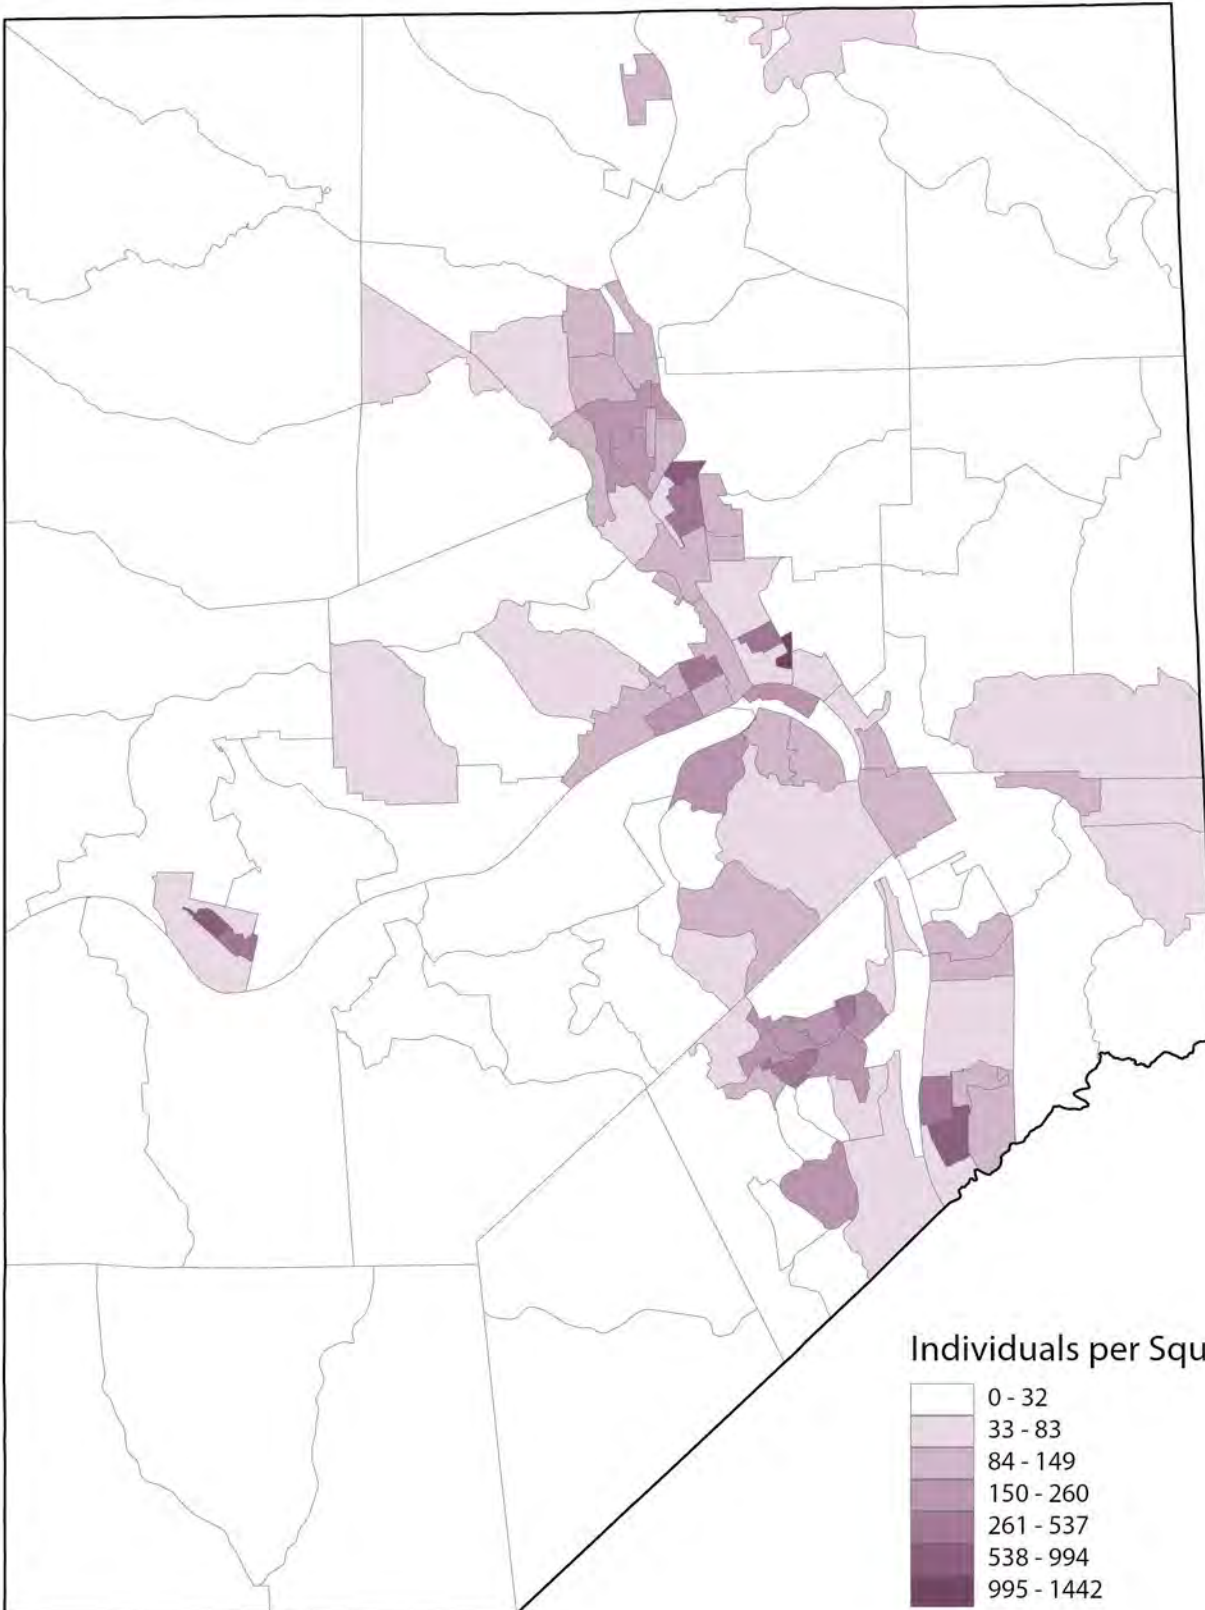 Individuals per Squ
0 - 32
33 - 83
84 - 149
150 - 260
261 - 537
538 - 994
995 - 1442